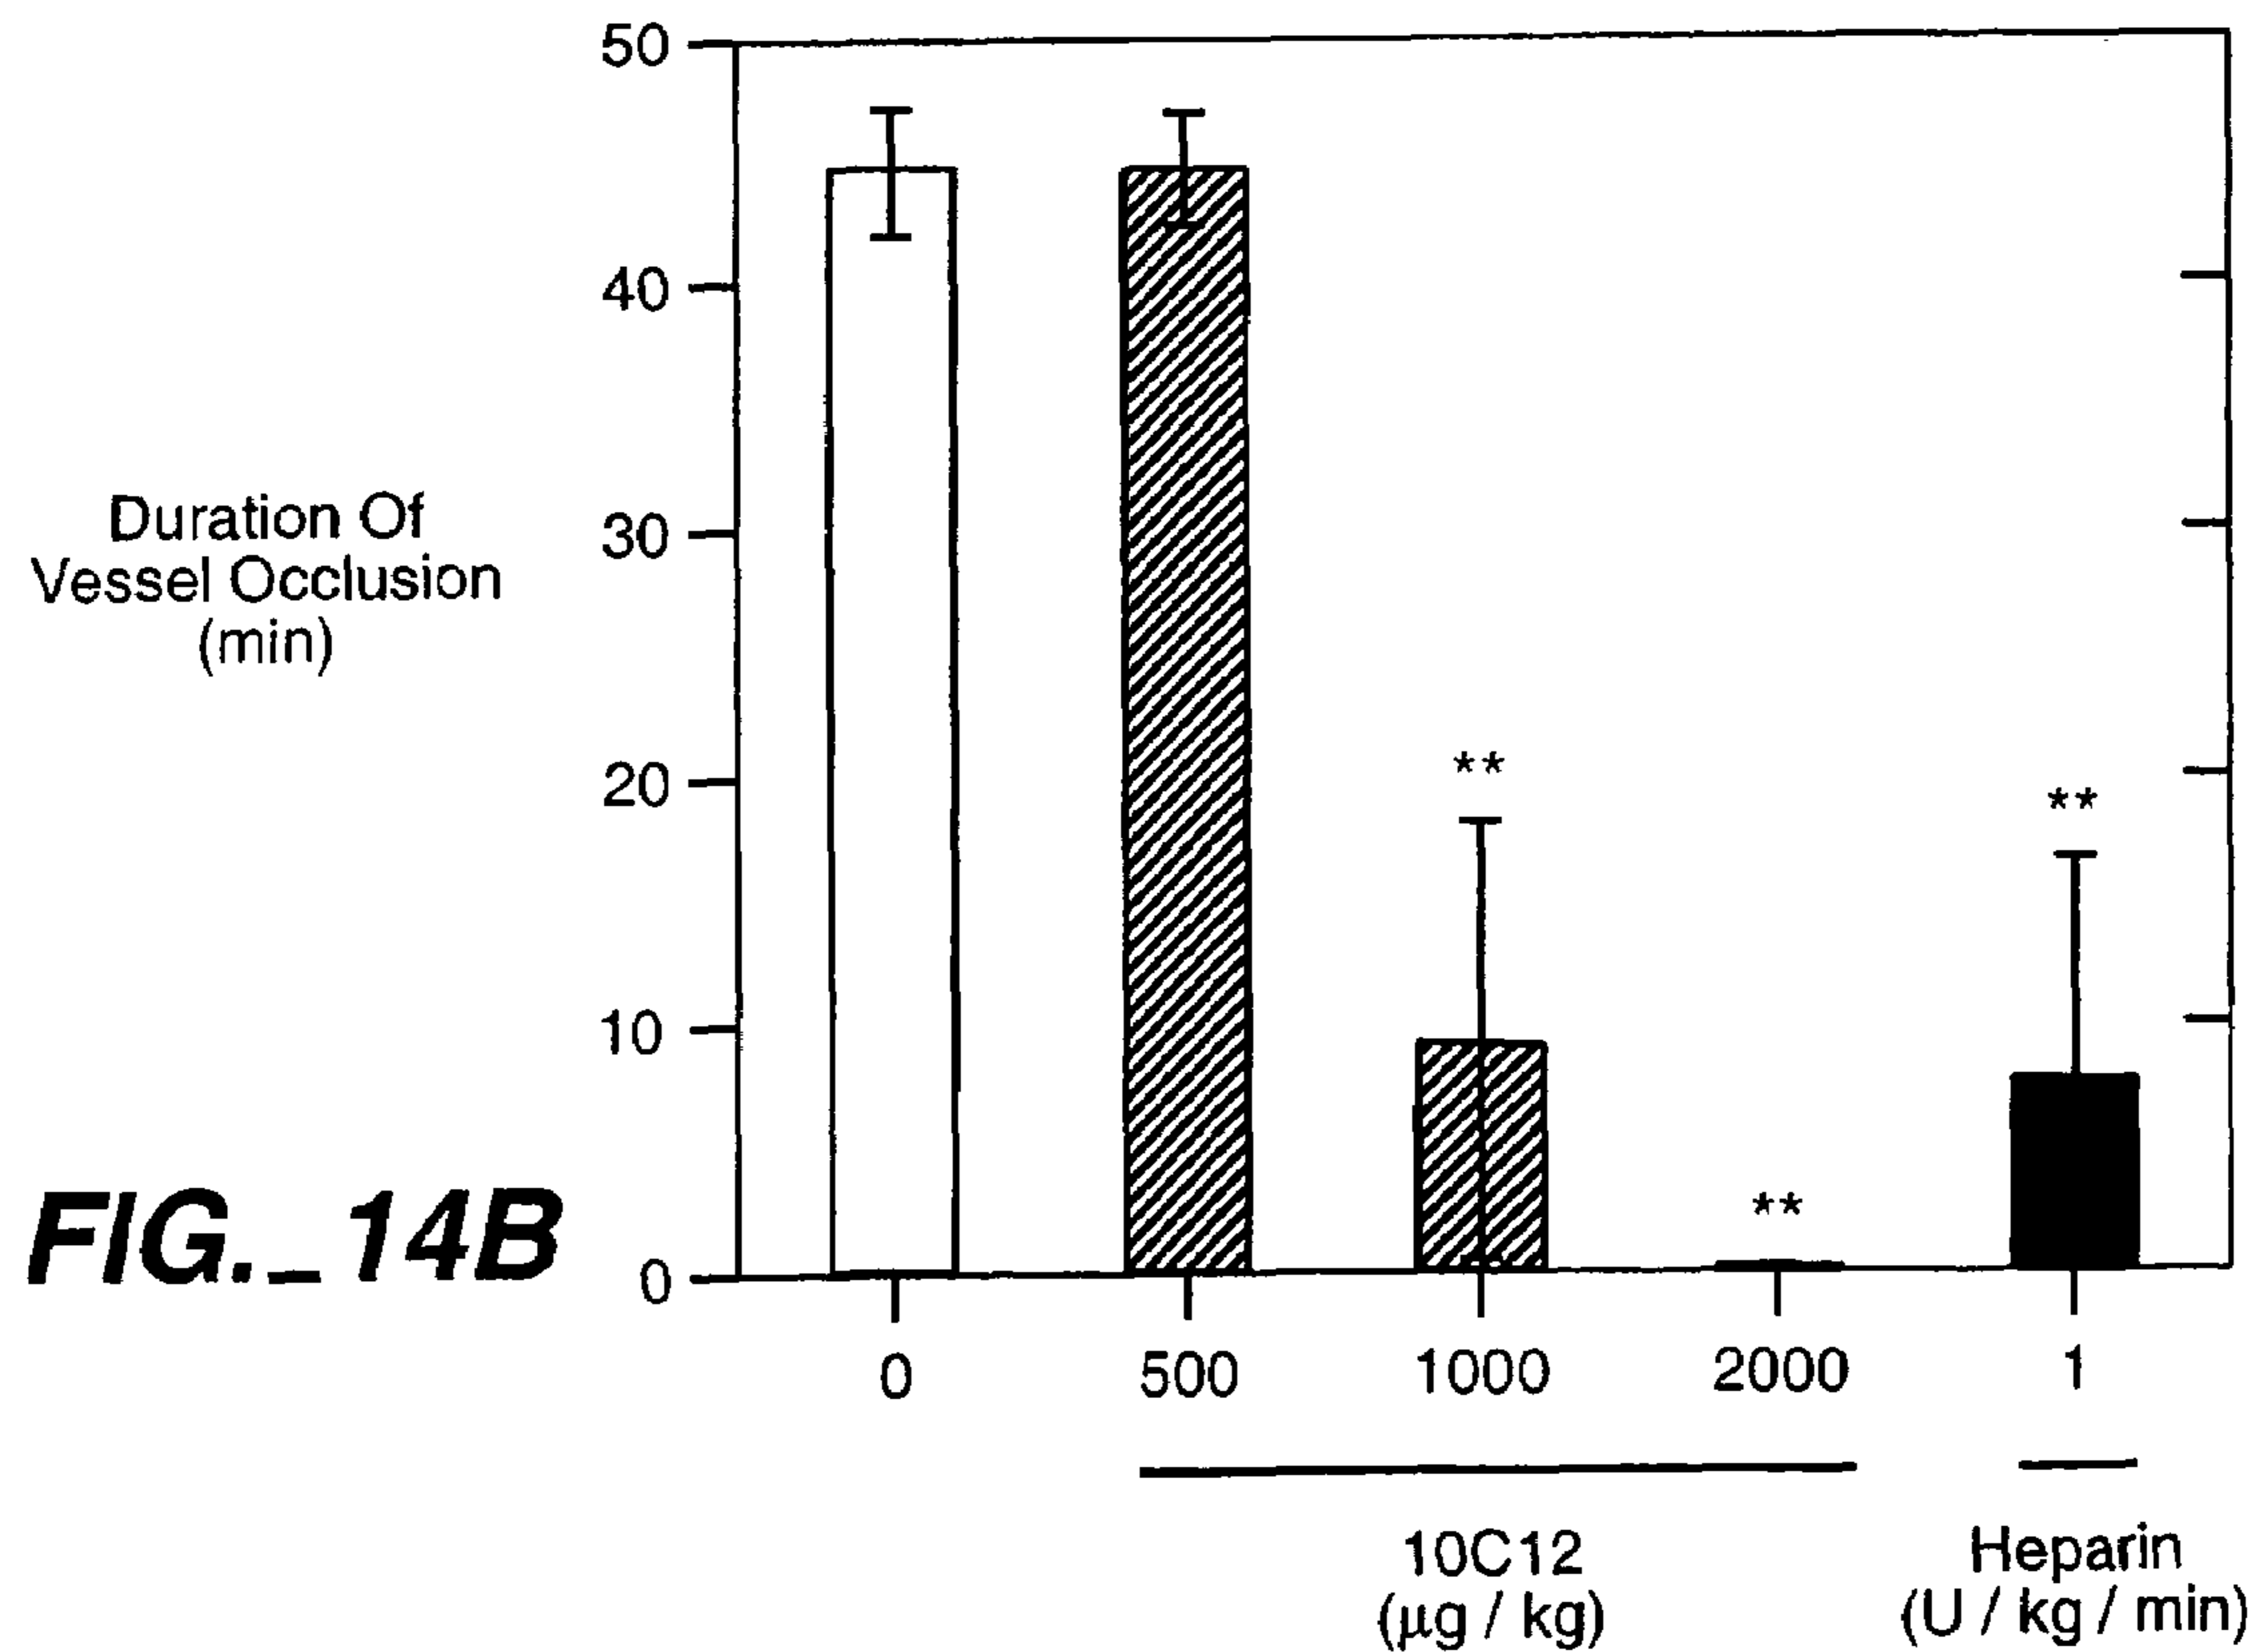 50
40
30
20
10
0
Duration Of
Vessel Occlusion
(min)
**
**
**
FIG._14B
0 500 1000 2000 1
10C12
(µg / kg)
Heparin
(U / kg / min)